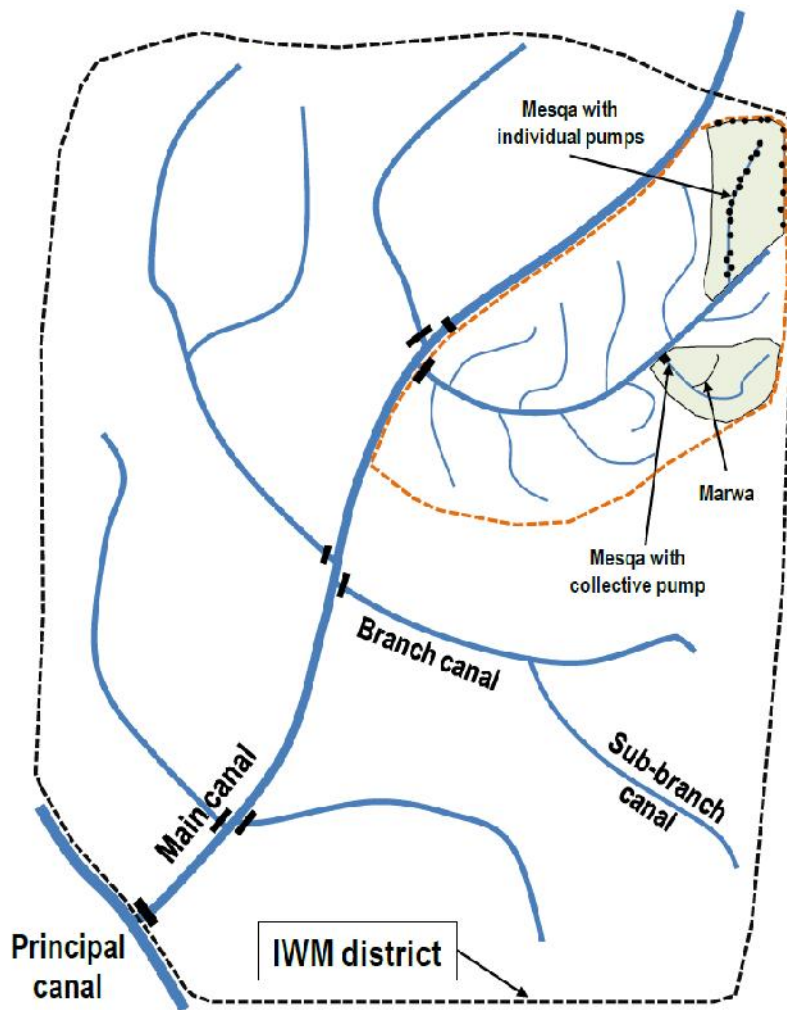 Mesqa with
individual pumps
Marwa
Mesqa with
collective pump
Branch canal
Sub-branch
canal
Main canal
Principal
canal
IWM district